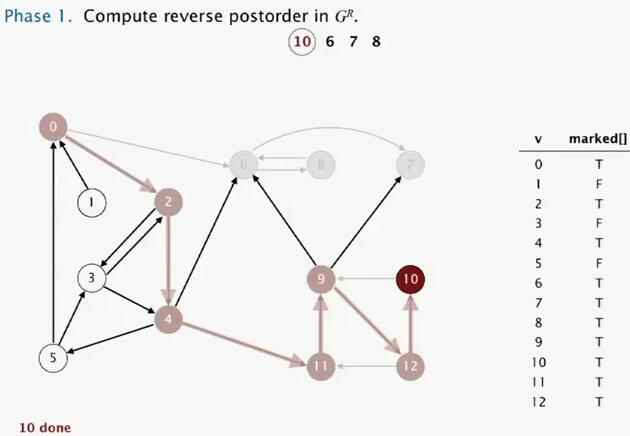 Phase 1. Compute reverse postorder in Gᴿ.
10 6 7 8
0
6
8
7
1
2
3
9
10
4
5
11
12
v marked[]
0 T
1 F
2 T
3 F
4 T
5 F
6 T
7 T
8 T
9 T
10 T
11 T
12 T
10 done